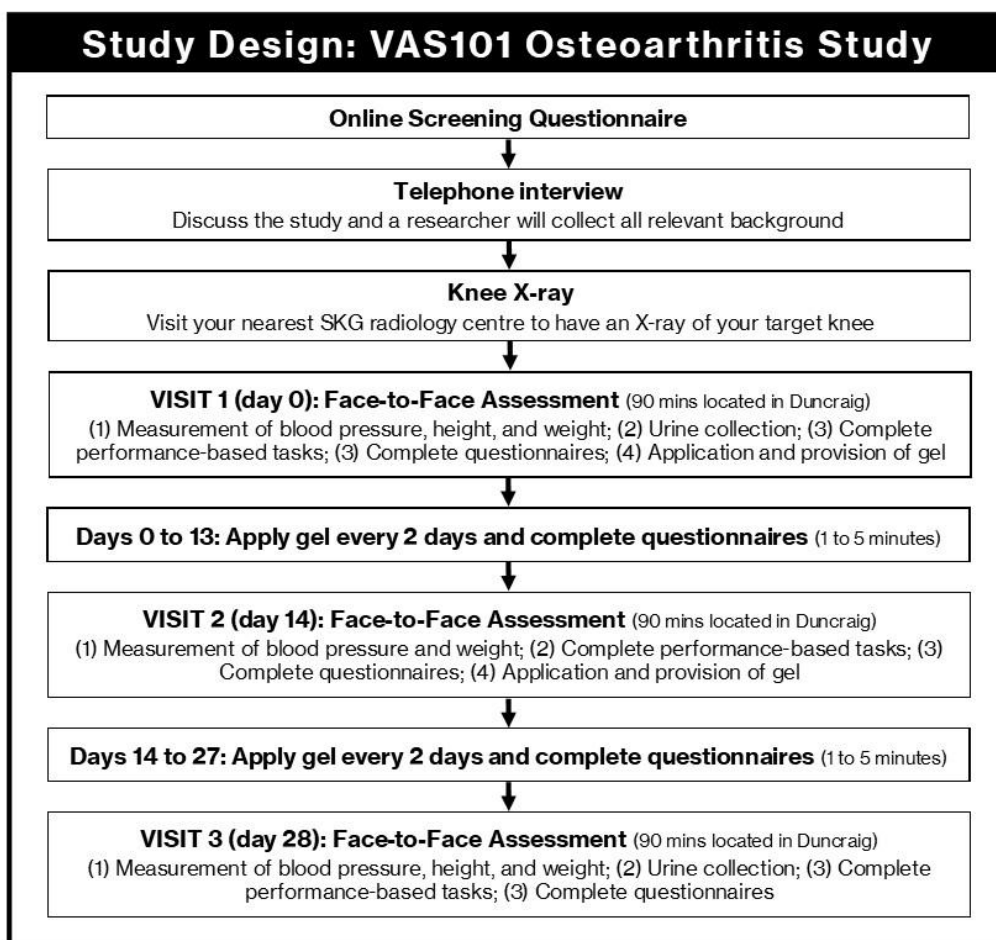 Study Design: VAS101 Osteoarthritis Study
Online Screening Questionnaire
Telephone interview
Discuss the study and a researcher will collect all relevant background
Knee X-ray
Visit your nearest SKG radiology centre to have an X-ray of your target knee
VISIT 1 (day 0): Face-to-Face Assessment (90 mins located in Duncraig)
(1) Measurement of blood pressure, height, and weight; (2) Urine collection; (3) Complete
performance-based tasks; (3) Complete questionnaires; (4) Application and provision of gel
Days 0 to 13: Apply gel every 2 days and complete questionnaires (1 to 5 minutes)
VISIT 2 (day 14): Face-to-Face Assessment (90 mins located in Duncraig)
(1) Measurement of blood pressure and weight; (2) Complete performance-based tasks; (3)
Complete questionnaires; (4) Application and provision of gel
Days 14 to 27: Apply gel every 2 days and complete questionnaires (1 to 5 minutes)
VISIT 3 (day 28): Face-to-Face Assessment (90 mins located in Duncraig)
(1) Measurement of blood pressure, height, and weight; (2) Urine collection; (3) Complete
performance-based tasks; (3) Complete questionnaires